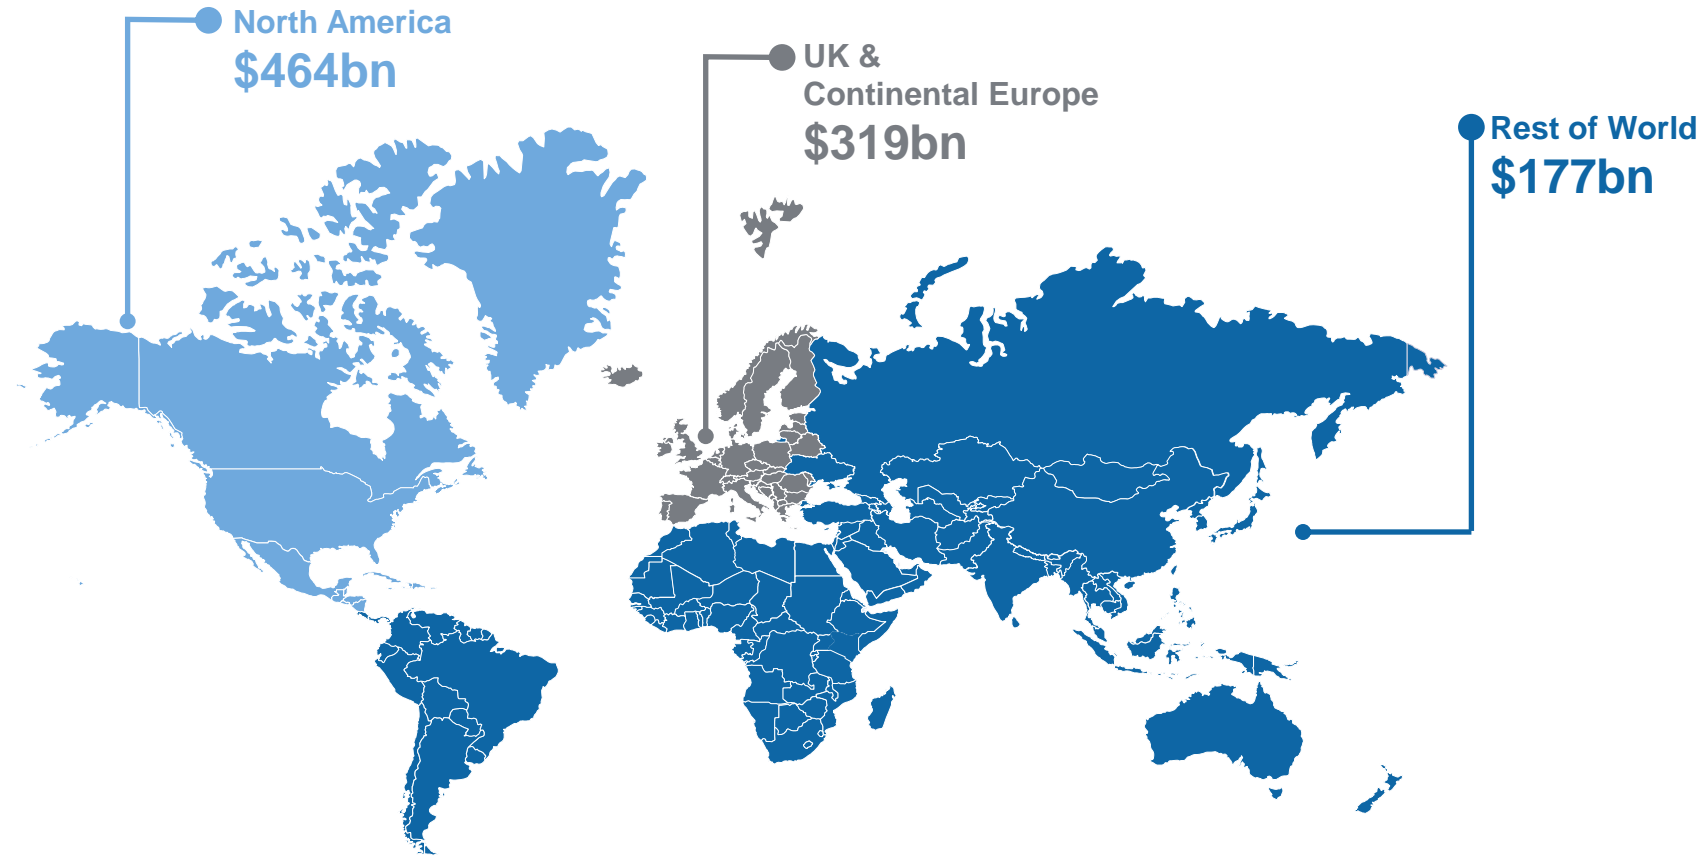 North America
$464bn
UK &
Continental Europe
$319bn
Rest of World
$177bn